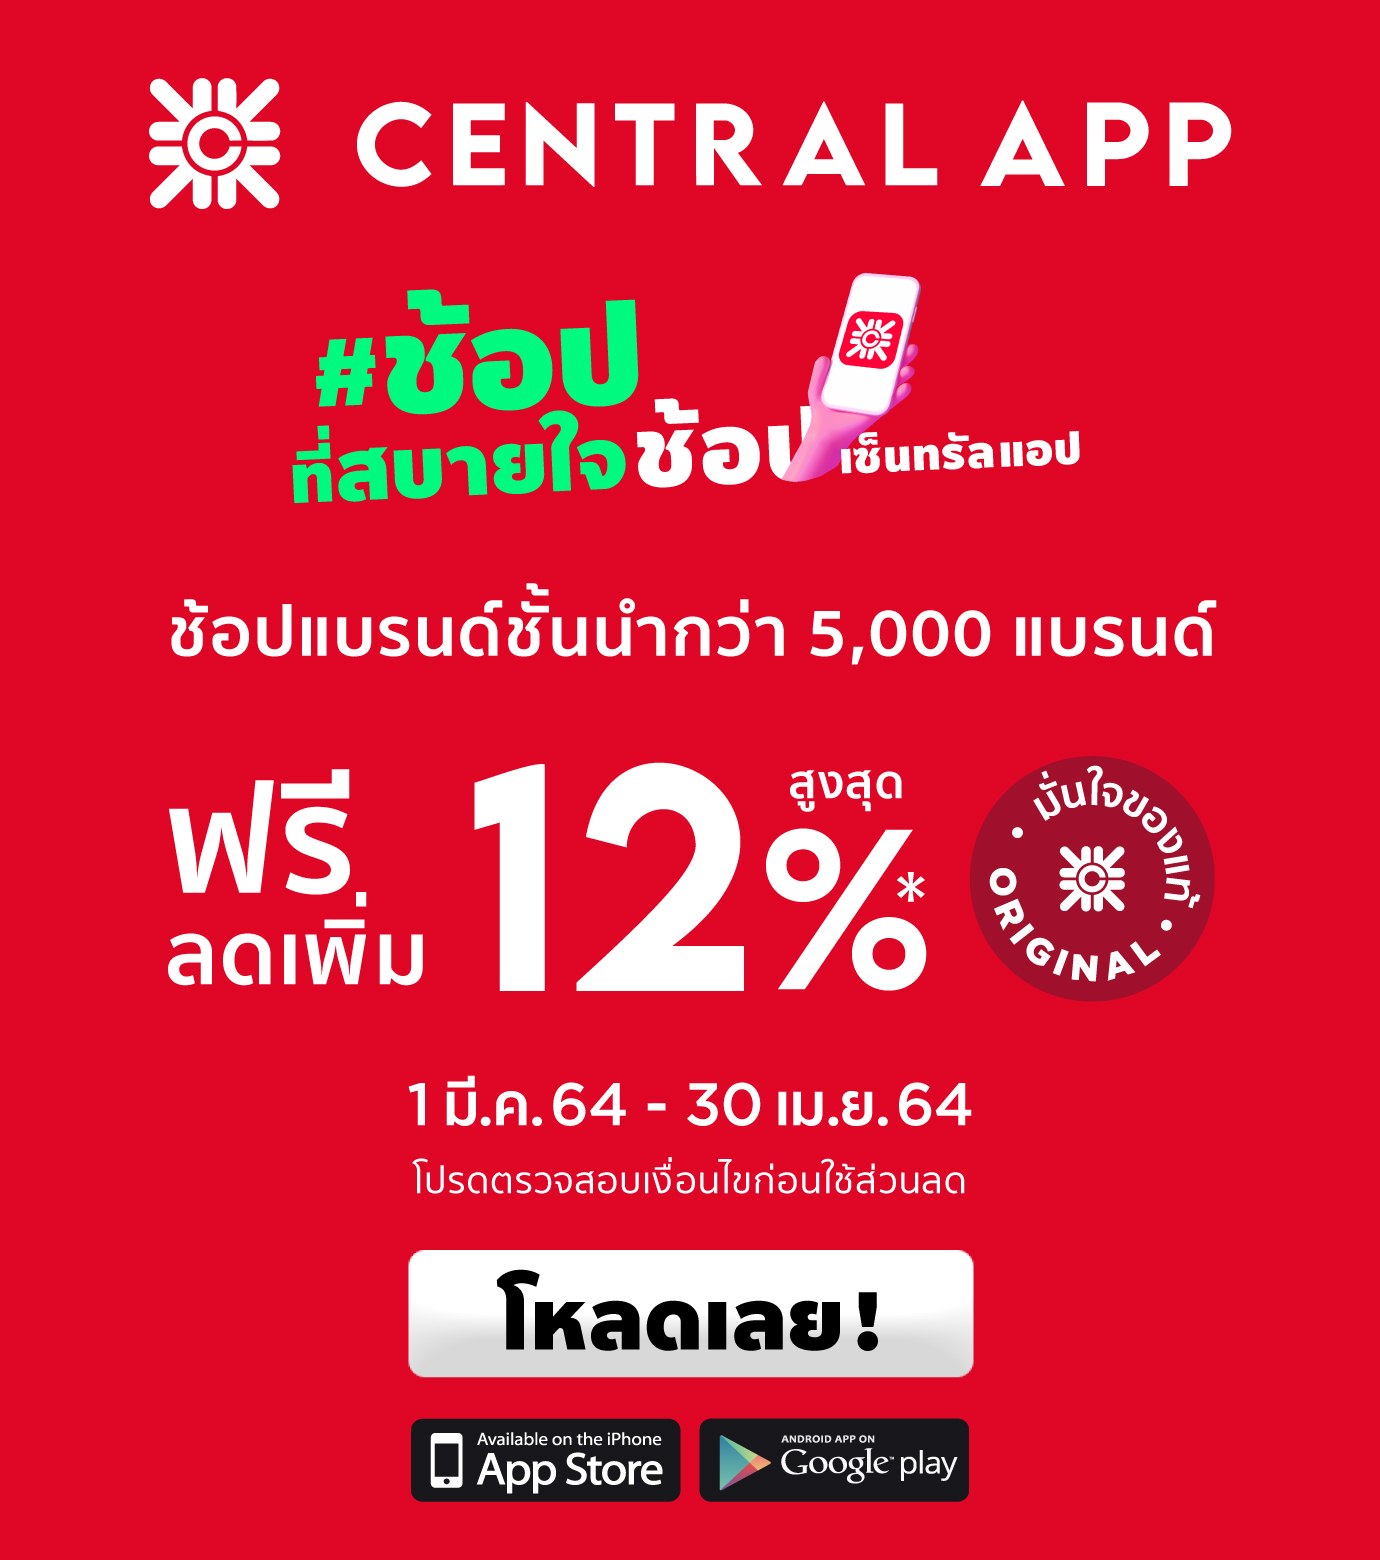 CENTRAL APP
#ช้อป
ที่สบายใจ ช้อป เซ็นทรัลแอป
ช้อปแบรนด์ชั้นนำกว่า 5,000 แบรนด์
ฟรี
ลดเพิ่ม
12%*
สูงสุด
มั่นใจของแท้
ORIGINAL
1 มี.ค. 64 - 30 เม.ย. 64
โปรดตรวจสอบเงื่อนไขก่อนใช้ส่วนลด
โหลดเลย !
Available on the iPhone
App Store
ANDROID APP ON
Google play